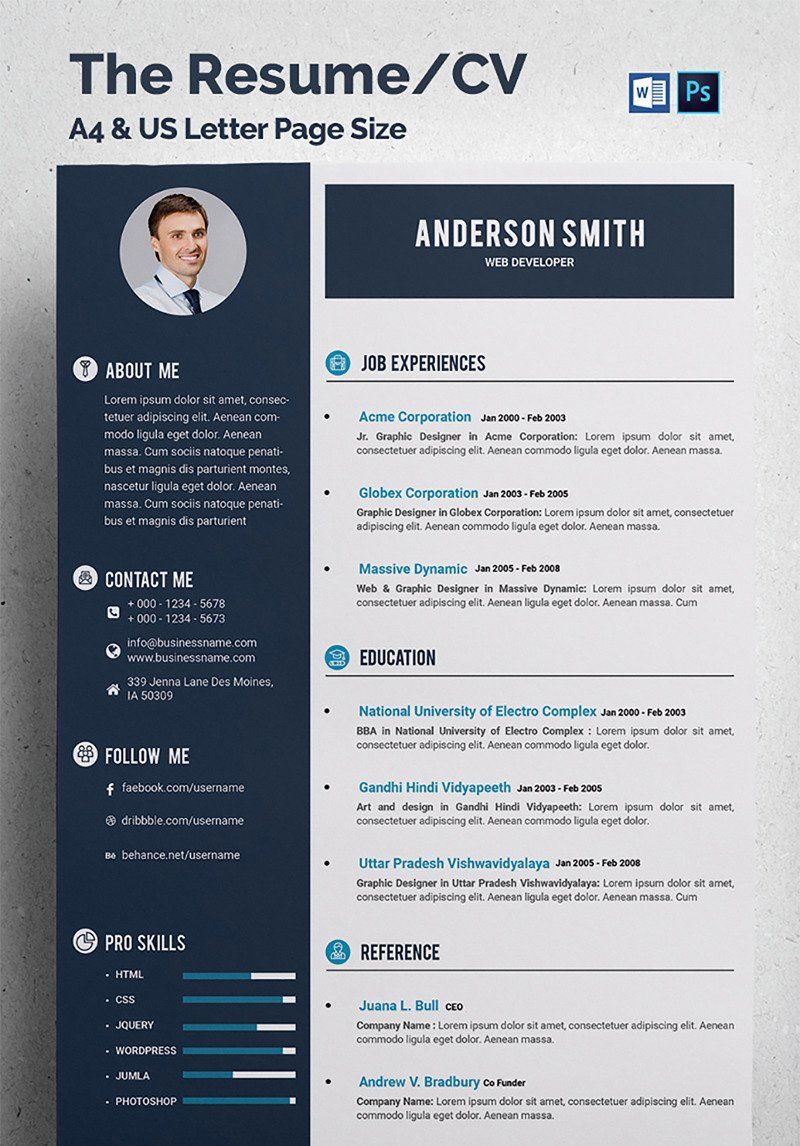 The Resume/CV
A4 & US Letter Page Size
W
Ps
ABOUT ME
Lorem ipsum dolor sit amet, consec-
tetuer adipiscing elit. Aenean com-
modo ligula eget dolor. Aenean
massa. Cum sociis natoque penati-
bus et magnis dis parturient montes,
nascetur ligula eget dolor. Aenean
massa. Cum sociis natoque penati-
bus et magnis dis parturient
CONTACT ME
+ 000 - 1234 - 5678
+ 000 - 1234 - 5673
info@businessname.com
www.businessname.com
339 Jenna Lane Des Moines,
IA 50309
FOLLOW ME
f faebook.com/username
dribbble.com/username
Bē behance.net/username
PRO SKILLS
• HTML
• CSS
• JQUERY
• WORDPRESS
• JUMLA
• PHOTOSHOP
ANDERSON SMITH
WEB DEVELOPER
JOB EXPERIENCES
• Acme Corporation Jan 2000 - Feb 2003
Jr. Graphic Designer in Acme Corporation: Lorem ipsum dolor sit amet,
consectetuer adipiscing elit. Aenean commodo ligula eget dolor. Aenean massa.
• Globex Corporation Jan 2003 - Feb 2005
Graphic Designer in Globex Corporation: Lorem ipsum dolor sit amet, consectetuer
adipiscing elit. Aenean commodo ligula eget dolor. Aenean massa.
• Massive Dynamic Jan 2005 - Feb 2008
Web & Graphic Designer in Massive Dynamic: Lorem ipsum dolor sit amet,
consectetuer adipiscing elit. Aenean ligula eget dolor. Aenean massa. Cum
EDUCATION
• National University of Electro Complex Jan 2000 - Feb 2003
BBA in National University of Electro Complex : Lorem ipsum dolor sit amet,
consectetuer adipiscing elit. Aenean commodo ligula eget dolor.
• Gandhi Hindi Vidyapeeth Jan 2003 - Feb 2005
Art and design in Gandhi Hindi Vidyapeeth: Lorem ipsum dolor sit amet,
consectetuer adipiscing elit. Aenean commodo ligula eget dolor. Aenean massa.
• Uttar Pradesh Vishwavidyalaya Jan 2005 - Feb 2008
Graphic Designer in Uttar Pradesh Vishwavidyalaya: Lorem ipsum dolor sit amet,
consectetuer adipiscing elit. Aenean ligula eget dolor. Aenean massa. Cum
REFERENCE
• Juana L. Bull CEO
Company Name : Lorem ipsum dolor sit amet, consectetuer adipiscing elit. Aenean
commodo ligula eget dolor. Aenean massa.
• Andrew V. Bradbury Co Funder
Company Name: Lorem ipsum dolor sit amet, consectetuer adipiscing elit. Aenean
commodo ligula eget dolor. Aenean massa.